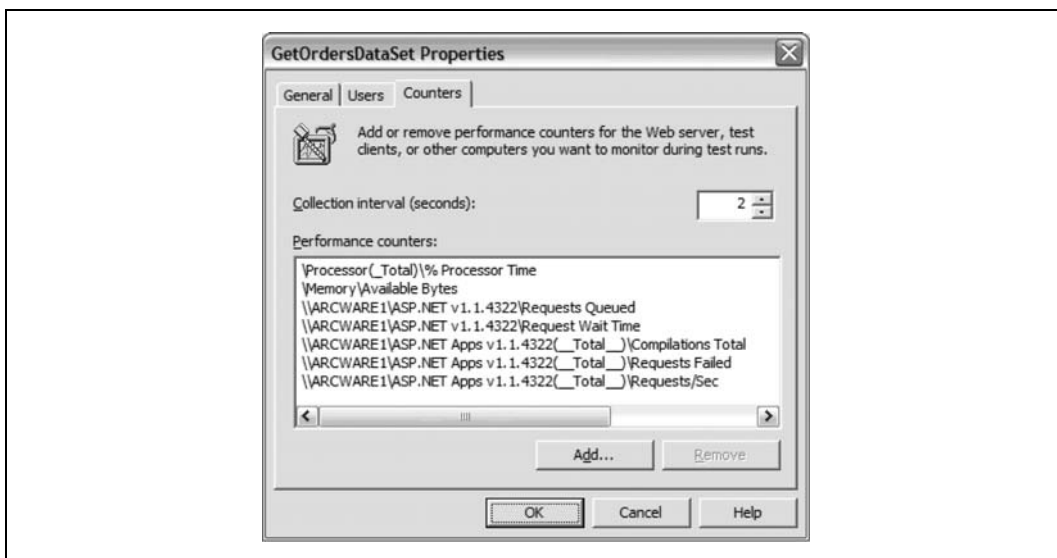 GetOrdersDataSet Properties
General Users Counters
Add or remove performance counters for the Web server, test
clients, or other computers you want to monitor during test runs.
Collection interval (seconds): 2
Performance counters:
\Processor(_Total)\% Processor Time
\Memory\Available Bytes
\\ARCWARE1\ASP.NET v1.1.4322\Requests Queued
\\ARCWARE1\ASP.NET v1.1.4322\Request Wait Time
\\ARCWARE1\ASP.NET Apps v1.1.4322(__Total__)\Compilations Total
\\ARCWARE1\ASP.NET Apps v1.1.4322(__Total__)\Requests Failed
\\ARCWARE1\ASP.NET Apps v1.1.4322(__Total__)\Requests/Sec
Add... Remove
OK Cancel Help